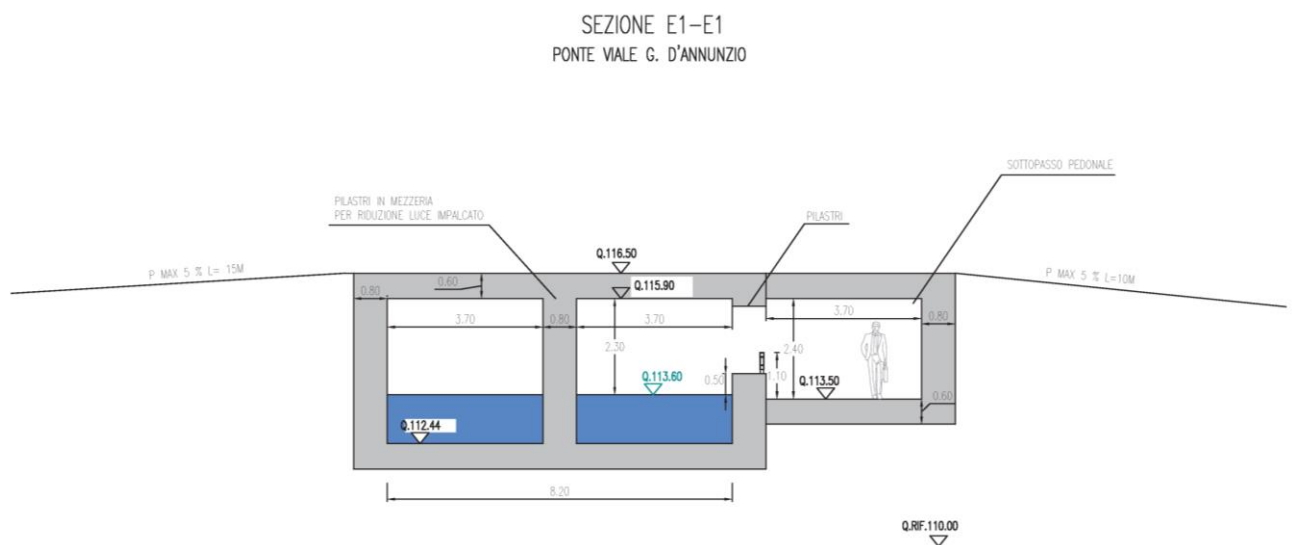 SEZIONE E1-E1
PONTE VIALE G. D'ANNUNZIO
SOTTOPASSO PEDONALE
PILASTRI IN MEZZERIA
PER RIDUZIONE LUCE IMPALCATO
PILASTRI
Q.116.50
P MAX 5 % L= 15M
P MAX 5 % L=10M
0.60
0.80
Q.115.90
3.70
0.80
3.70
3.70
0.80
2.30
2.40
Q.113.60
0.50
1.10
Q.113.50
0.60
Q.112.44
8.20
Q.RIF.110.00